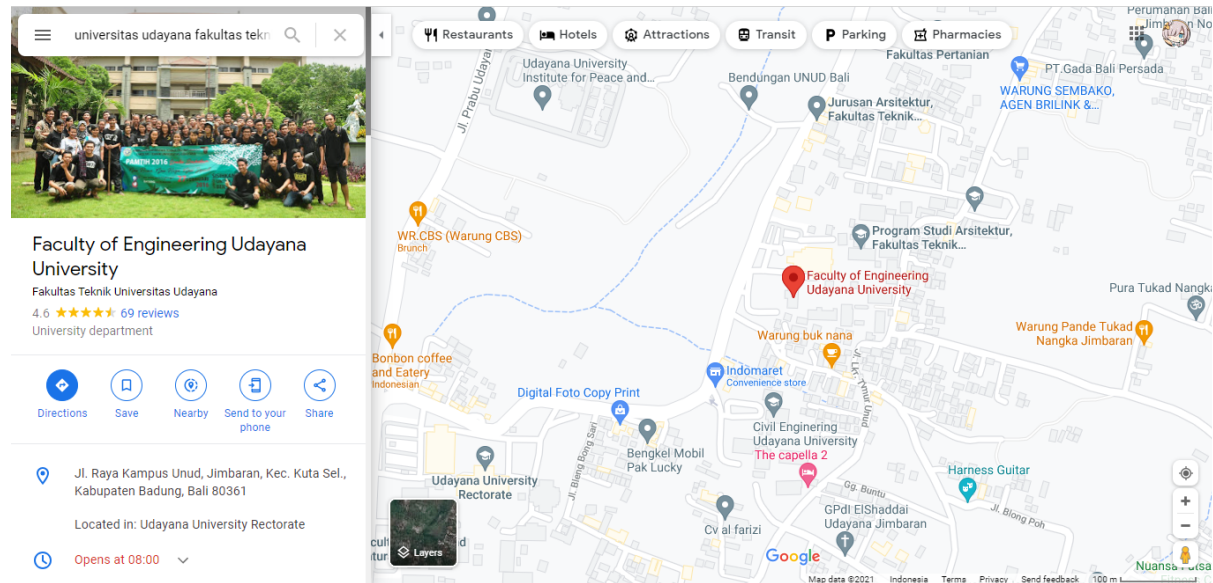 universitas udayana fakultas tekn
PAMTIH 2016
Faculty of Engineering Udayana
University
Fakultas Teknik Universitas Udayana
4.6
69 reviews
University department
Directions
Save
Nearby
Send to your
phone
Share
Jl. Raya Kampus Unud, Jimbaran, Kec. Kuta Sel.,
Kabupaten Badung, Bali 80361
Located in: Udayana University Rectorate
Opens at 08:00
Restaurants
Hotels
Attractions
Transit
P Parking
Pharmacies
Perumahan Bali
Udayana University
Institute for Peace and...
Jl. Prabu Udayan
Bendungan UNUD Bali
Fakultas Pertanian
PT.Gada Bali Persada
WARUNG SEMBAKO,
AGEN BRILINK &...
Jurusan Arsitektur,
Fakultas Teknik...
WR.CBS (Warung CBS)
Brunch
Program Studi Arsitektur,
Fakultas Teknik...
Faculty of Engineering
Udayana University
Pura Tukad Nangka
Warung Pande Tukad
Nangka Jimbaran
Warung buk nana
Bonbon coffee
and Eatery
Indonesian
Indomaret
Convenience store
Digital Foto Copy Print
Civil Enginering
Udayana University
The capella 2
Bengkel Mobil
Pak Lucky
Jl. Bleng Bong Sari
Udayana University
Rectorate
Harness Guitar
Gg. Buntu
Jl. Blong Poh
GPdI ElShaddai
Udayana Jimbaran
Cv al farizi
Layers
Google
Map data ©2021
Indonesia
Terms
Privacy
Send feedback
100 m